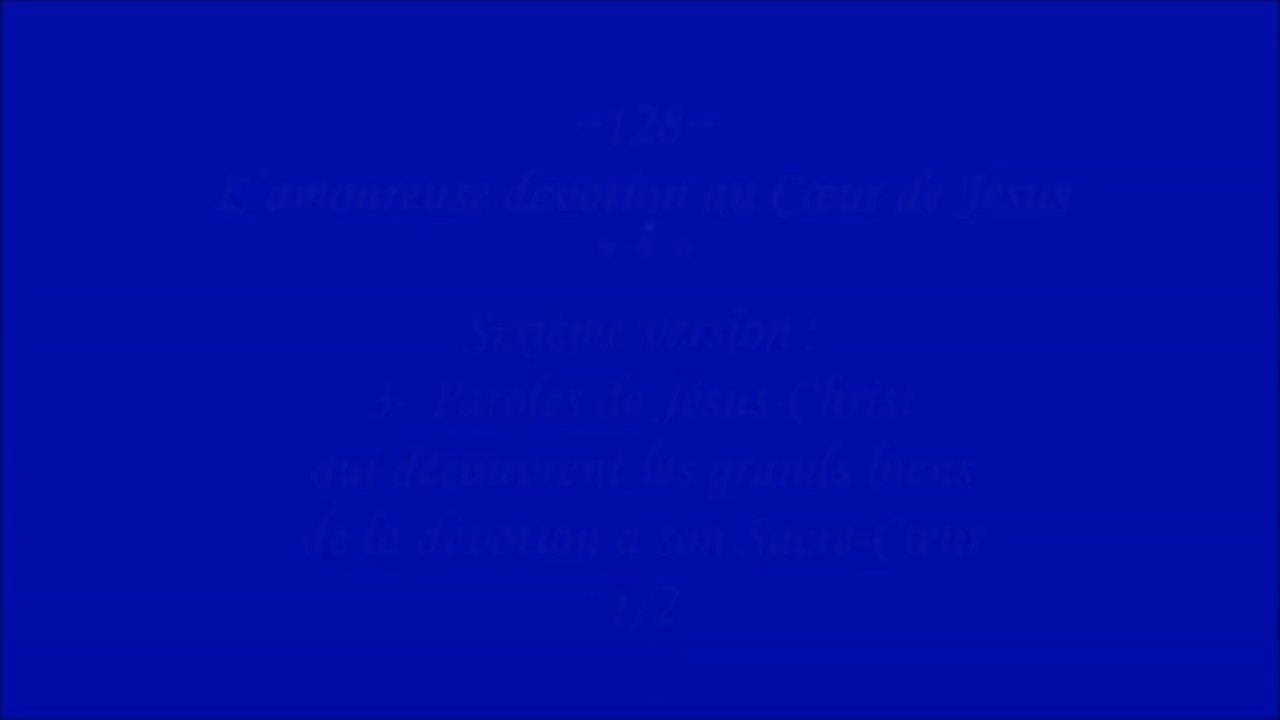 -128-
L'amoureuse dévotion au Cœur de Jésus
Sixième version :
Paroles de Jésus-Christ
qui découvrent les grands biens
de la dévotion à son Sacré-Cœur
1/2